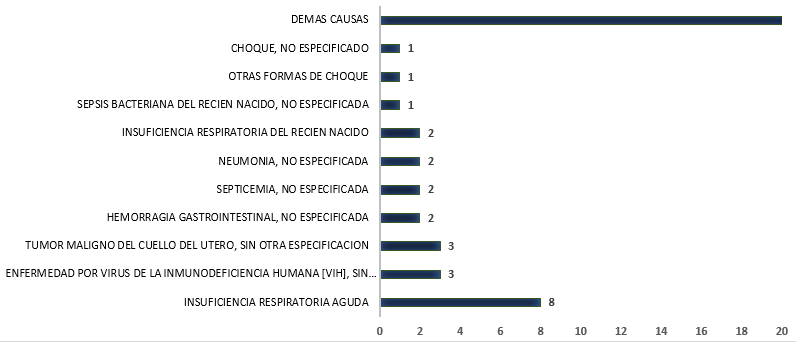 DEMAS CAUSAS
CHOQUE, NO ESPECIFICADO 1
OTRAS FORMAS DE CHOQUE 1
SEPSIS BACTERIANA DEL RECIEN NACIDO, NO ESPECIFICADA 1
INSUFICIENCIA RESPIRATORIA DEL RECIEN NACIDO 2
NEUMONIA, NO ESPECIFICADA 2
SEPTICEMIA, NO ESPECIFICADA 2
HEMORRAGIA GASTROINTESTINAL, NO ESPECIFICADA 2
TUMOR MALIGNO DEL CUELLO DEL UTERO, SIN OTRA ESPECIFICACION 3
ENFERMEDAD POR VIRUS DE LA INMUNODEFICIENCIA HUMANA [VIH], SIN... 3
INSUFICIENCIA RESPIRATORIA AGUDA 8
0 2 4 6 8 10 12 14 16 18 20